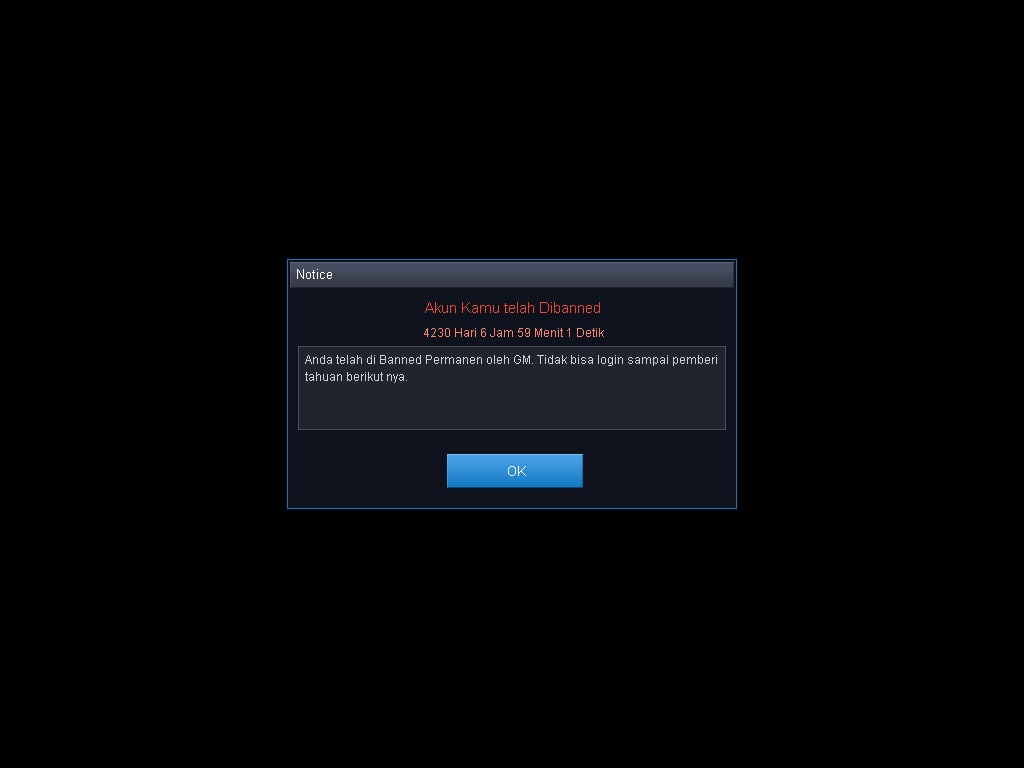 Notice
Akun Kamu telah Dibanned
4230 Hari 6 Jam 59 Menit 1 Detik
Anda telah di Banned Permanen oleh GM. Tidak bisa login sampai pemberi
tahuan berikut nya.
OK